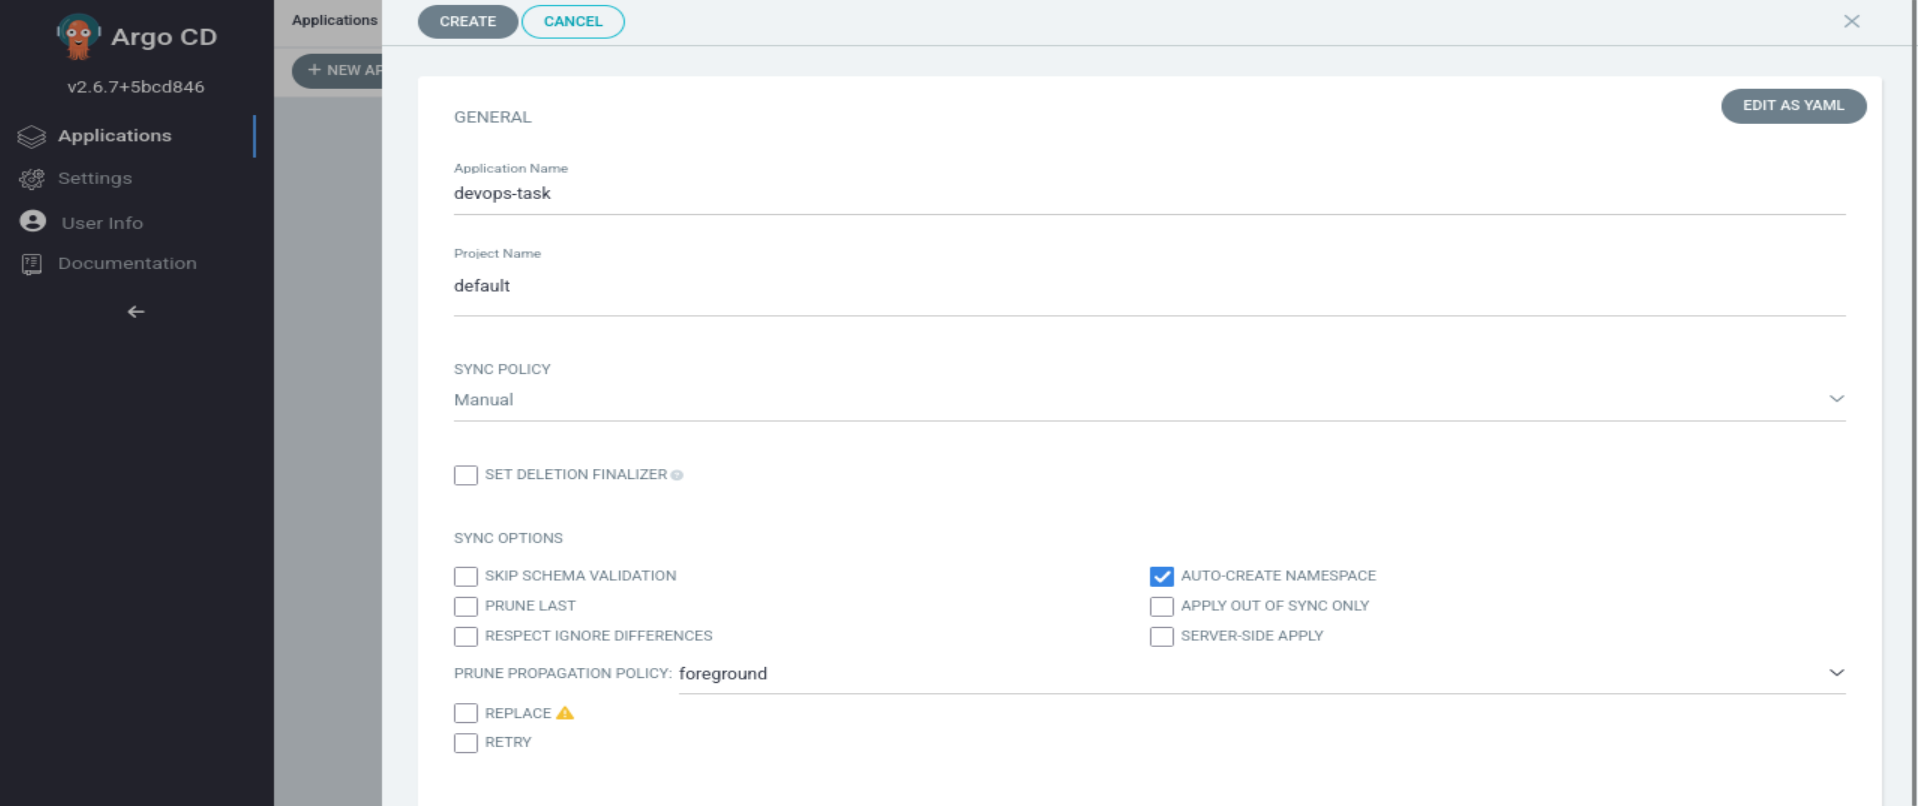 Argo CD
v2.6.7+5bcd846
Applications
Settings
User Info
Documentation
Applications
+ NEW AP
CREATE
CANCEL
GENERAL
EDIT AS YAML
Application Name
devops-task
Project Name
default
SYNC POLICY
Manual
SET DELETION FINALIZER
SYNC OPTIONS
SKIP SCHEMA VALIDATION
AUTO-CREATE NAMESPACE
PRUNE LAST
APPLY OUT OF SYNC ONLY
RESPECT IGNORE DIFFERENCES
SERVER-SIDE APPLY
PRUNE PROPAGATION POLICY: foreground
REPLACE
RETRY